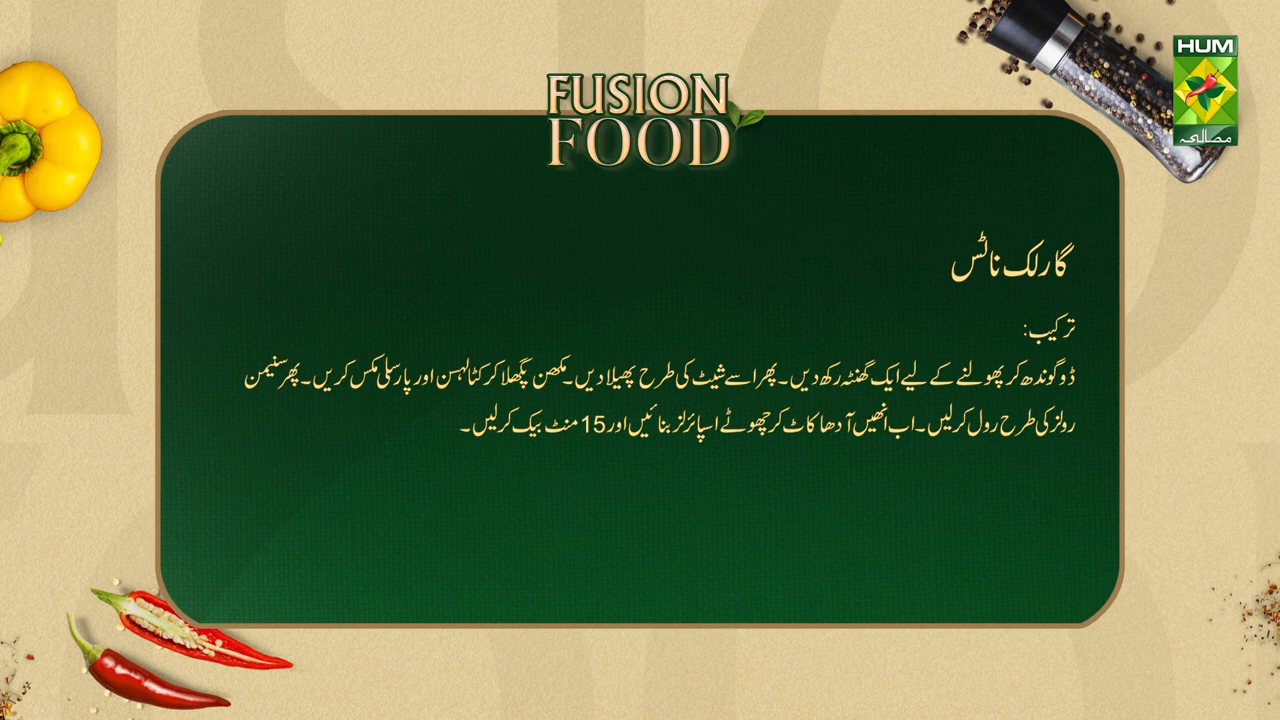 HUM
مصالحہ
FUSION
FOOD
گارلک ناٹس
ترکیب:
ڈو گوندھ کر پھولنے کے لیے ایک گھنٹہ رکھ دیں۔ پھر اسے شیٹ کی طرح پھیلا دیں۔ مکھن پگھلا کر کٹا لہسن اور پارسلی مکس کریں۔ پھر سنیمن
رولز کی طرح رول کرلیں۔ اب انھیں آدھا کاٹ کر چھوٹے اسپائرلز بنائیں اور 15 منٹ بیک کرلیں۔